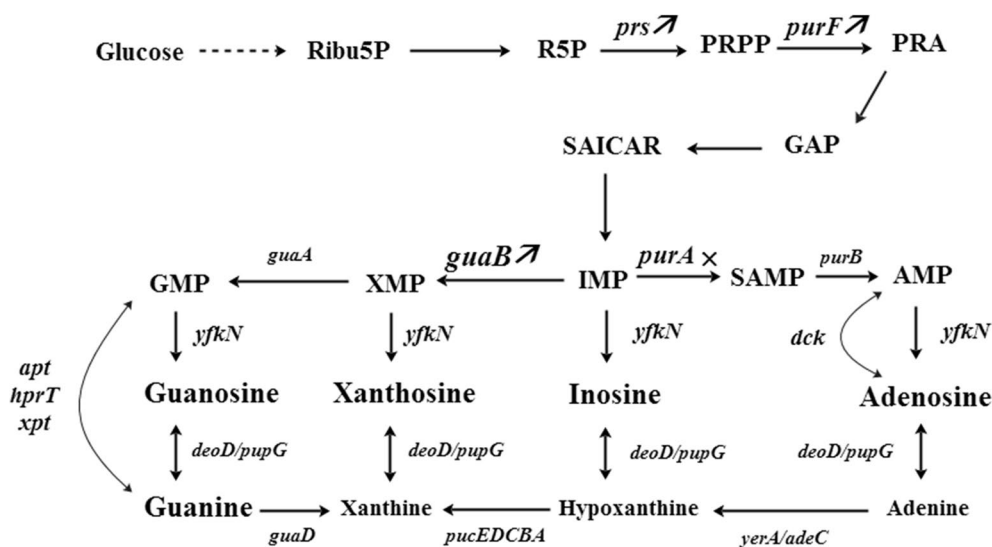 Glucose Ribu5P R5P prs↗ PRPP purF↗ PRA
SAICAR GAP
GMP guaA XMP guaB↗ IMP purA× SAMP purB AMP
yfkN yfkN yfkN dck yfkN
apt
hprT
xpt
Guanosine Xanthosine Inosine Adenosine
deoD/pupG deoD/pupG deoD/pupG deoD/pupG
Guanine Xanthine Hypoxanthine Adenine
guaD pucEDCBA yerA/adeC